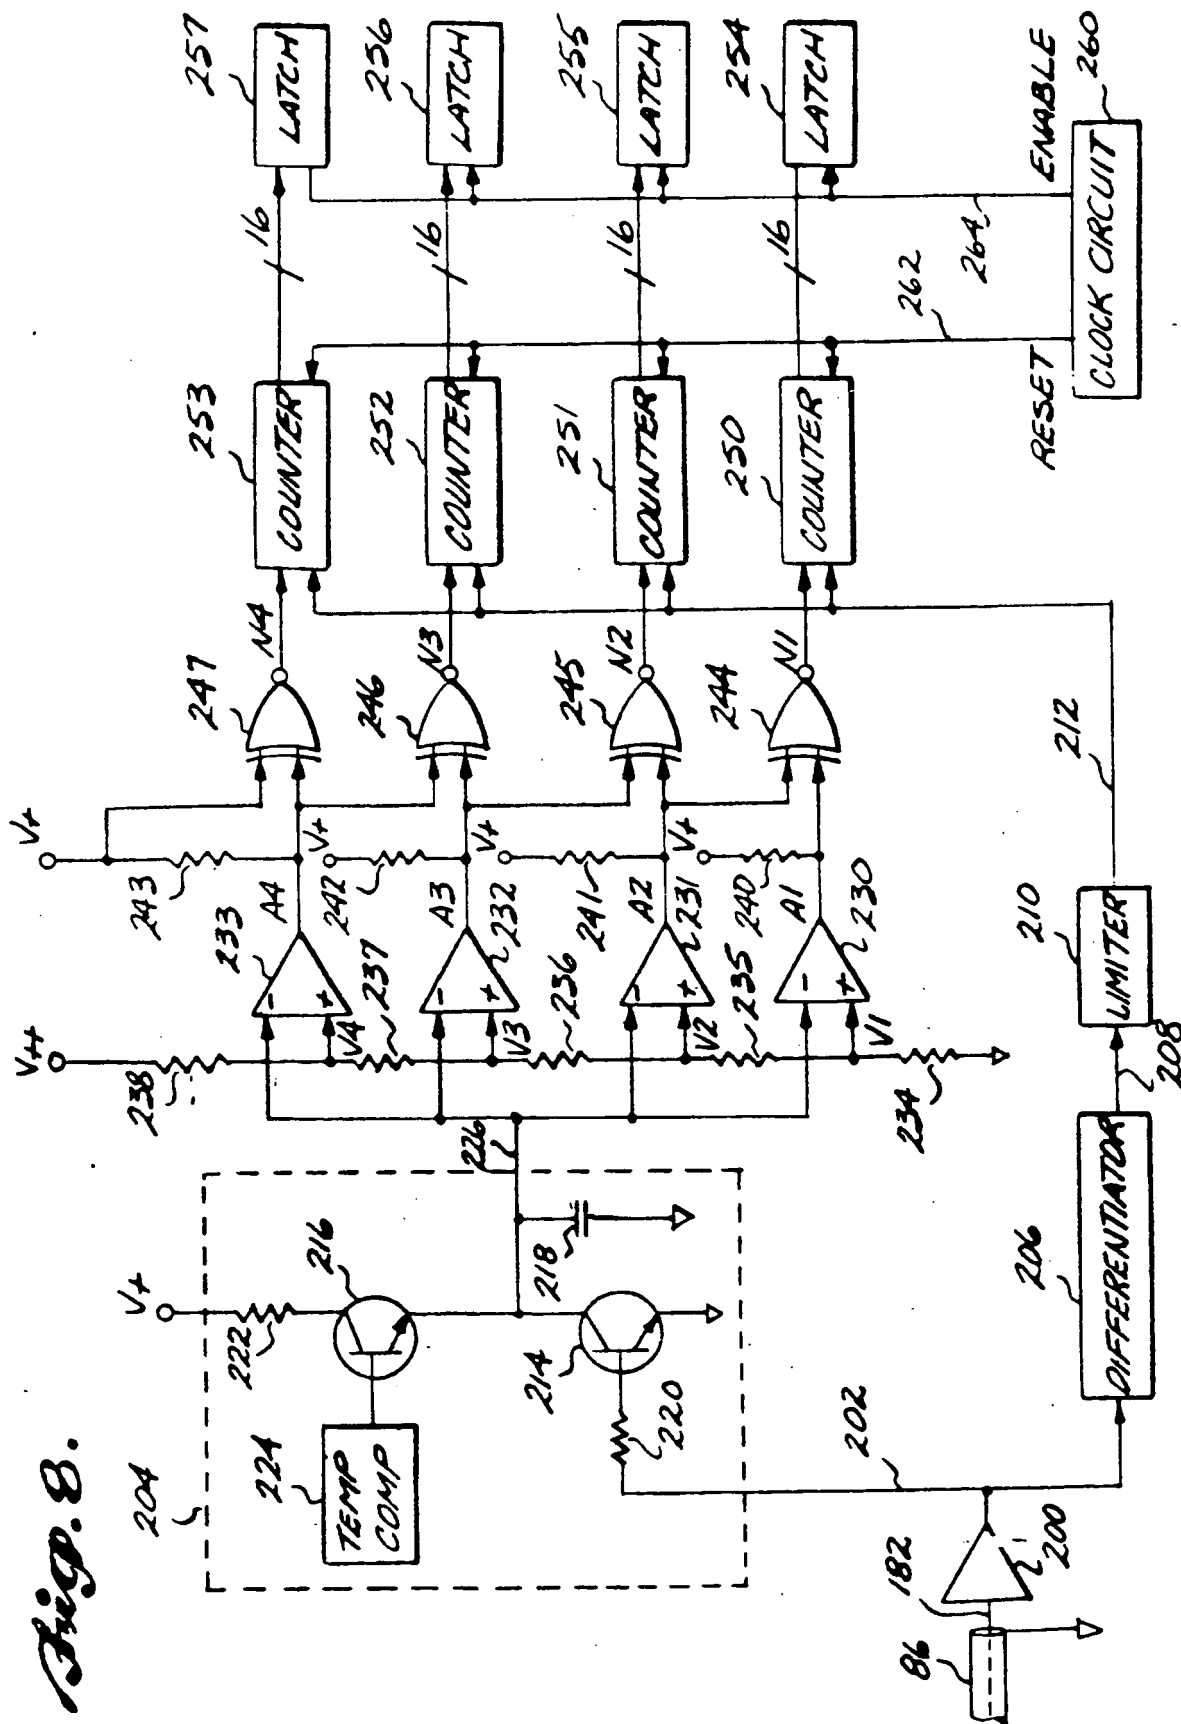 Fig. 8.
204
224
TEMP
COMP
V+
222
216
214
220
218
226
202
86
182
200
206
DIFFERENTIATOR
208
210
LIMITER
212
V++
238
V4
237
V3
236
V2
235
V1
234
233
A4
232
A3
231
A2
230
A1
V+
243
V+
242
V+
241
V+
240
247
N4
246
N3
245
N2
244
N1
253
COUNTER
252
COUNTER
251
COUNTER
250
COUNTER
16
16
16
16
257
LATCH
256
LATCH
255
LATCH
254
LATCH
RESET
262
264
ENABLE
260
CLOCK CIRCUIT